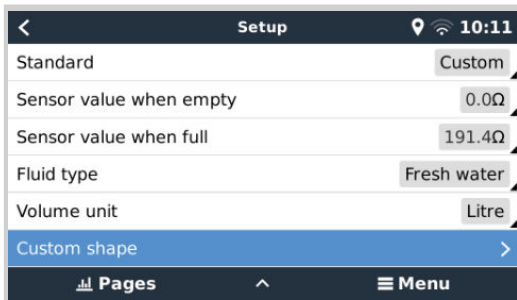 Setup 10:11
Standard Custom
Sensor value when empty 0.0Ω
Sensor value when full 191.4Ω
Fluid type Fresh water
Volume unit Litre
Custom shape
Pages Menu